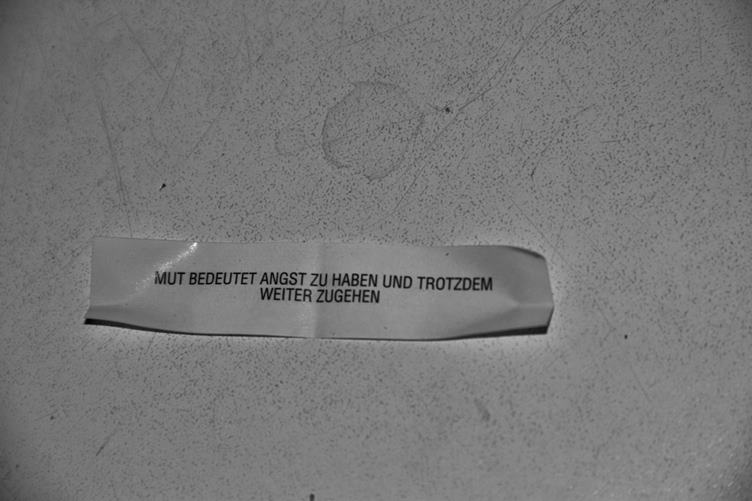 MUT BEDEUTET ANGST ZU HABEN UND TROTZDEM
WEITER ZUGEHEN